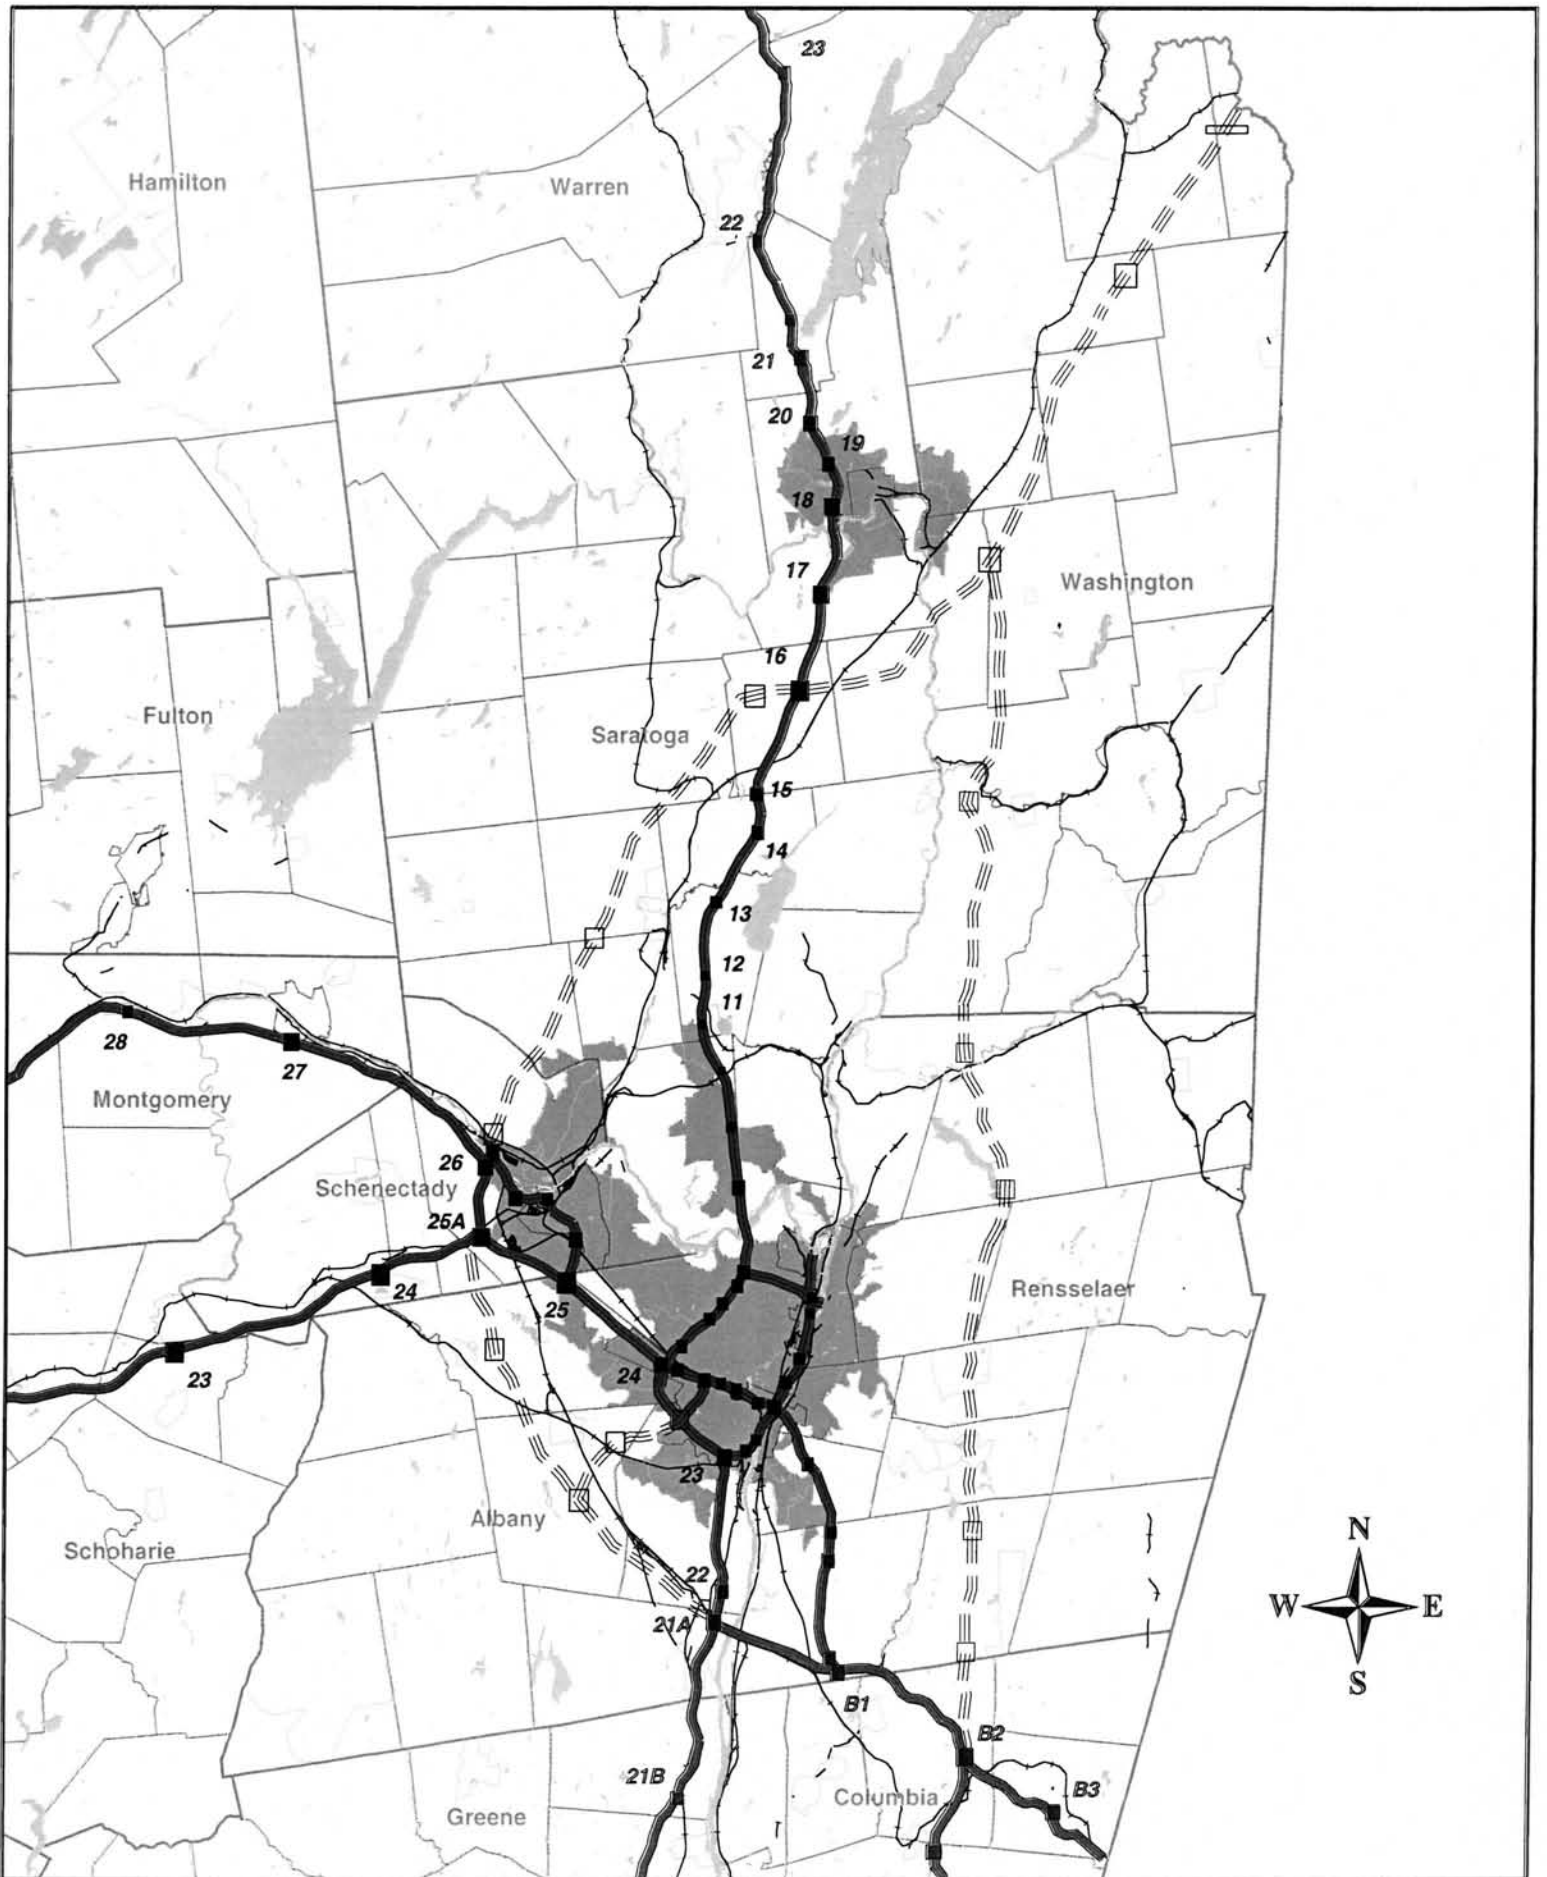 23
Hamilton
Warren
22
21
20
19
18
17
Washington
16
Fulton
Saratoga
15
14
13
12
11
28
27
Montgomery
26
Schenectady
25A
24
25
Rensselaer
23
24
23
Albany
Schoharie
N
W E
S
22
21A
B1
B2
21B
B3
Columbia
Greene